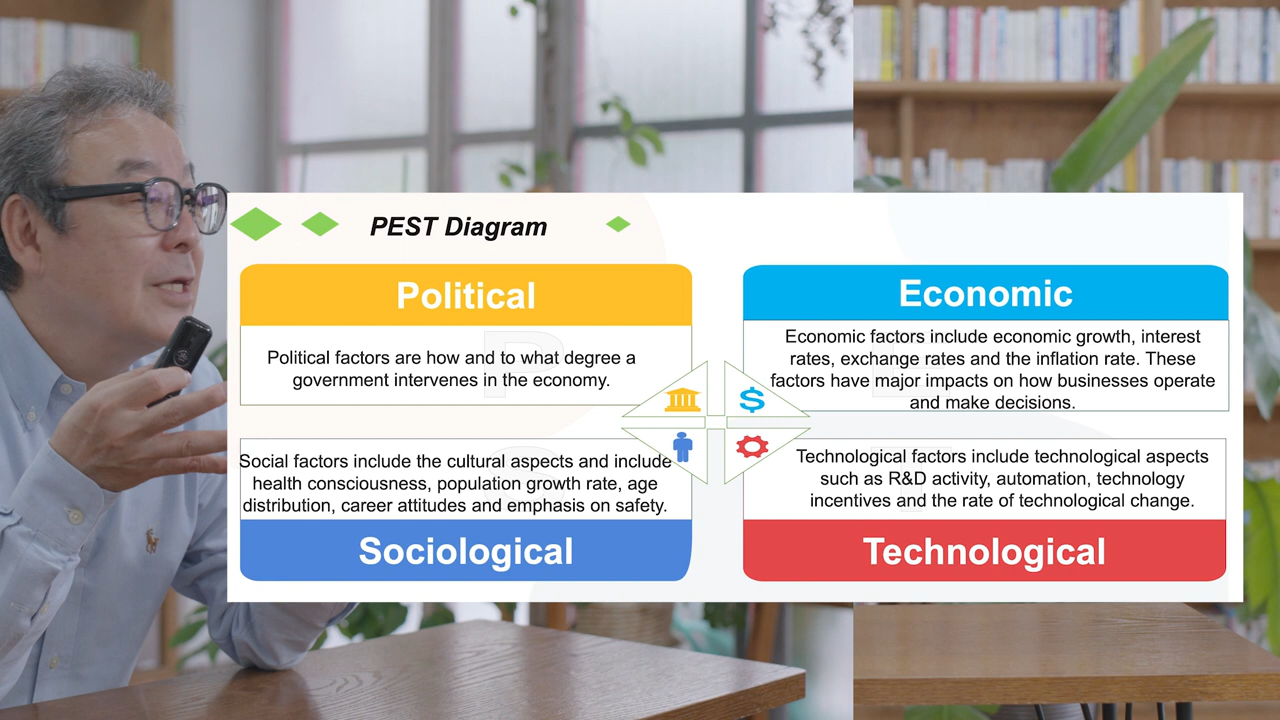 PEST Diagram
Political
Political factors are how and to what degree a
government intervenes in the economy.
Economic
Economic factors include economic growth, interest
rates, exchange rates and the inflation rate. These
factors have major impacts on how businesses operate
and make decisions.
Social factors include the cultural aspects and include
health consciousness, population growth rate, age
distribution, career attitudes and emphasis on safety.
Sociological
Technological factors include technological aspects
such as R&D activity, automation, technology
incentives and the rate of technological change.
Technological